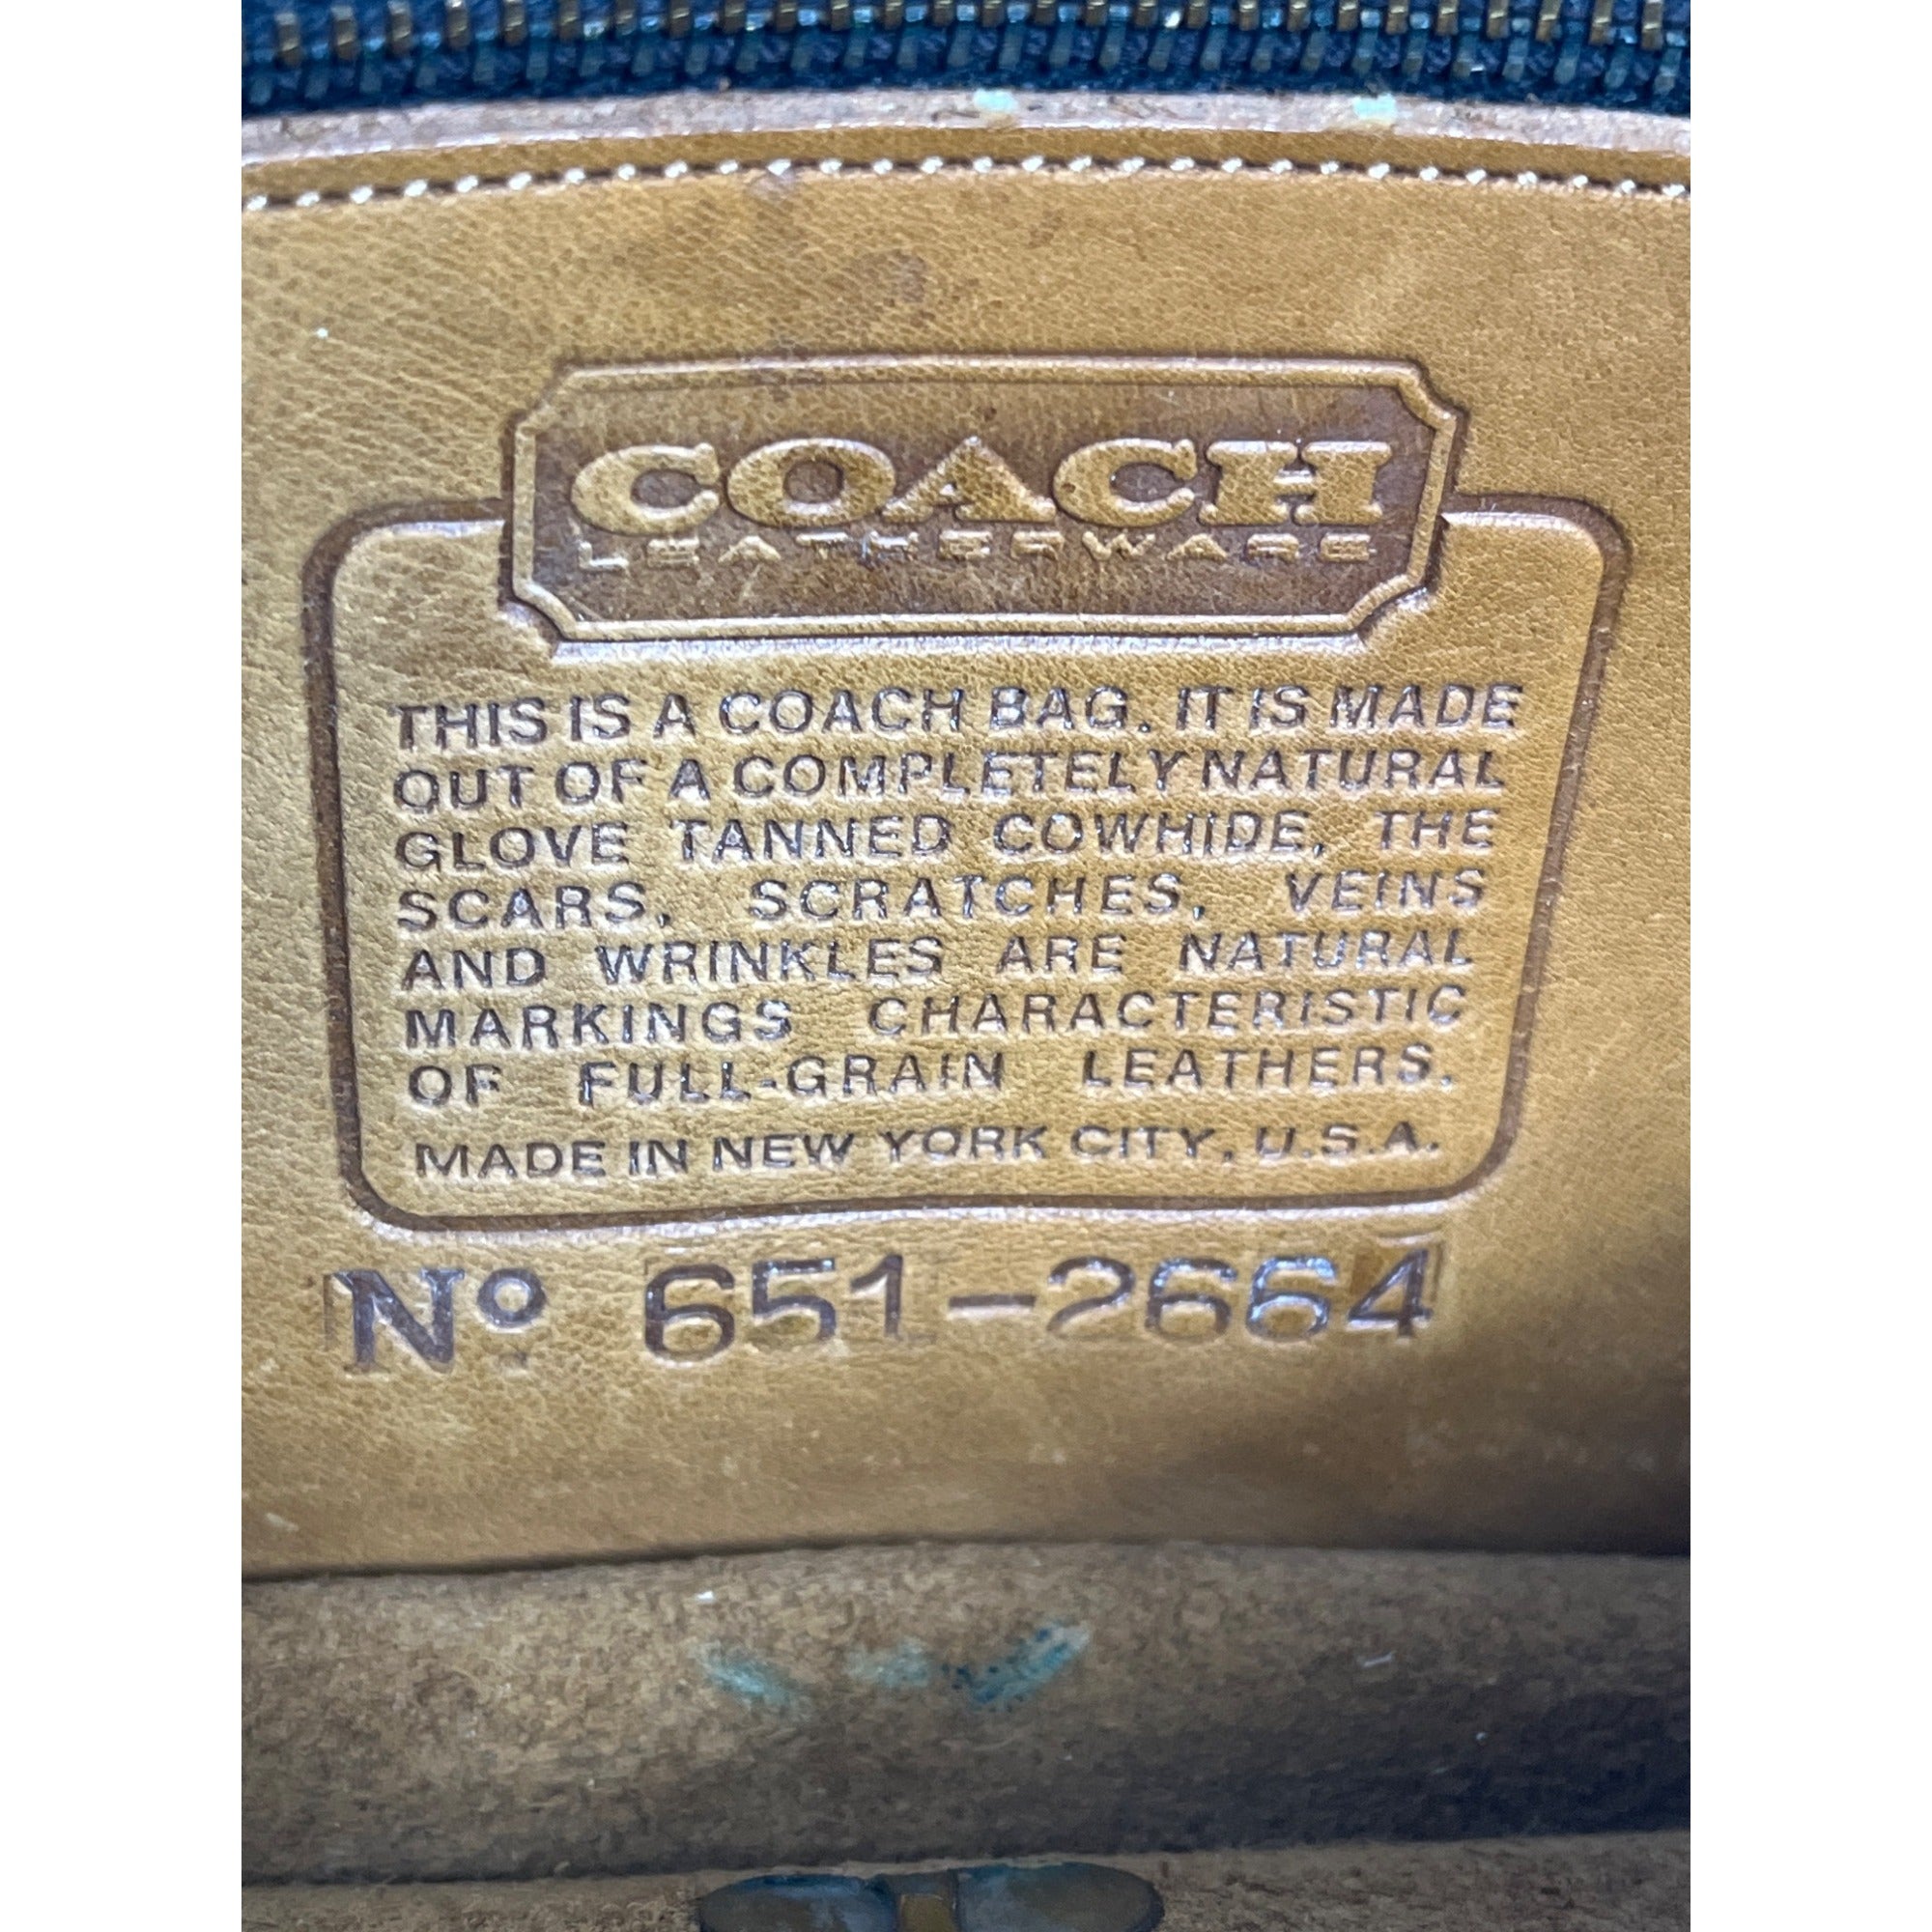 COACH
LEATHERWARE
THIS IS A COACH BAG. IT IS MADE
OUT OF A COMPLETELY NATURAL
GLOVE TANNED COWHIDE, THE
SCARS, SCRATCHES, VEINS
AND WRINKLES ARE NATURAL
MARKINGS CHARACTERISTIC
OF FULL-GRAIN LEATHERS.
MADE IN NEW YORK CITY, U.S.A.
Nº 651-2664